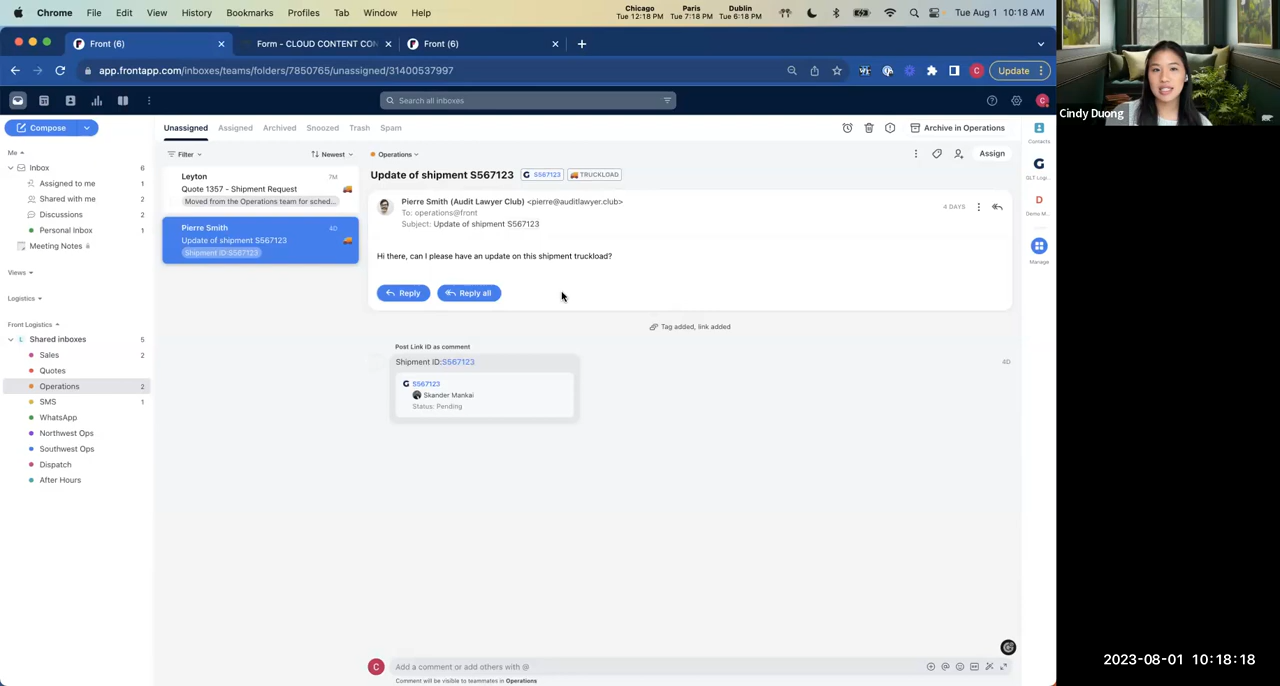 Chrome File Edit View History Bookmarks Profiles Tab Window Help
Chicago Tue 12:18 PM Paris Tue 7:18 PM Dublin Tue 6:18 PM
Tue Aug 1 10:18 AM
Front (6) Form - CLOUD CONTENT CON Front (6)
app.frontapp.com/inboxes/teams/folders/7850765/unassigned/31400537997
C Update
Search all inboxes
C
Compose
Unassigned Assigned Archived Snoozed Trash Spam
Archive in Operations
Me
Inbox 6
Assigned to me 1
Shared with me 2
Discussions 2
Personal Inbox 1
Meeting Notes
Views
Logistics
Front Logistics
Shared inboxes 5
Sales 2
Quotes
Operations 2
SMS 1
WhatsApp
Northwest Ops
Southwest Ops
Dispatch
After Hours
Filter Newest
Leyton 7M
Quote 1357 - Shipment Request
Moved from the Operations team for sched...
Pierre Smith 4D
Update of shipment S567123
Shipment ID:S567123
Operations
Assign
Update of shipment S567123 G S567123 TRUCKLOAD
Pierre Smith (Audit Lawyer Club) <pierre@auditlawyer.club>
To: operations@front
Subject: Update of shipment S567123
4 DAYS
Hi there, can I please have an update on this shipment truckload?
Reply Reply all
Tag added, link added
Post Link ID as comment
Shipment ID:S567123 4D
G S567123
Skander Mankai
Status: Pending
C Add a comment or add others with @
Comment will be visible to teammates in Operations
Contacts
G
GLT Log...
D
Demo M...
Manage
Cindy Duong
2023-08-01 10:18:18